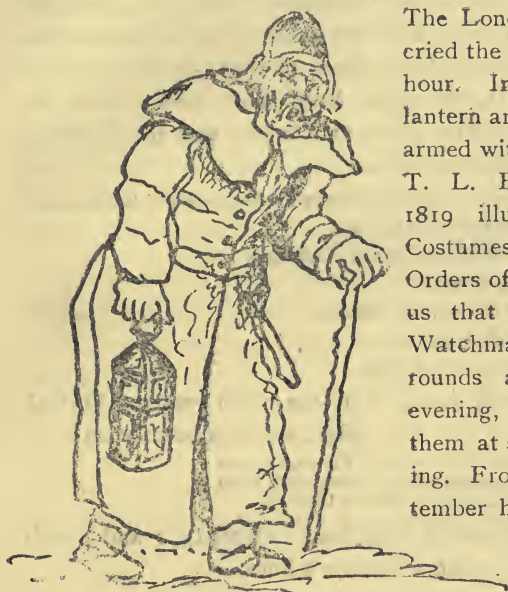 The Lon
cried the
hour. In
lantern an
armed wit
T. L. B
1819 illu
Costumes
Orders of
us that
Watchma
rounds a
evening,
them at
ing. Fro
tember h